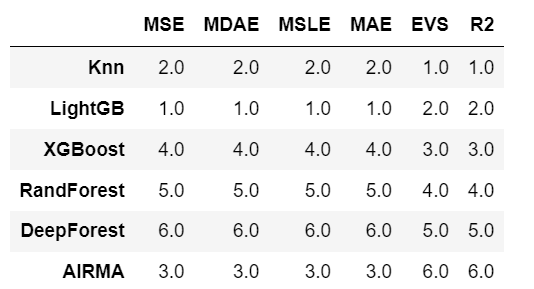 MSE MDAE MSLE MAE EVS R2
Knn 2.0 2.0 2.0 2.0 1.0 1.0
LightGB 1.0 1.0 1.0 1.0 2.0 2.0
XGBoost 4.0 4.0 4.0 4.0 3.0 3.0
RandForest 5.0 5.0 5.0 5.0 4.0 4.0
DeepForest 6.0 6.0 6.0 6.0 5.0 5.0
AIRMA 3.0 3.0 3.0 3.0 6.0 6.0